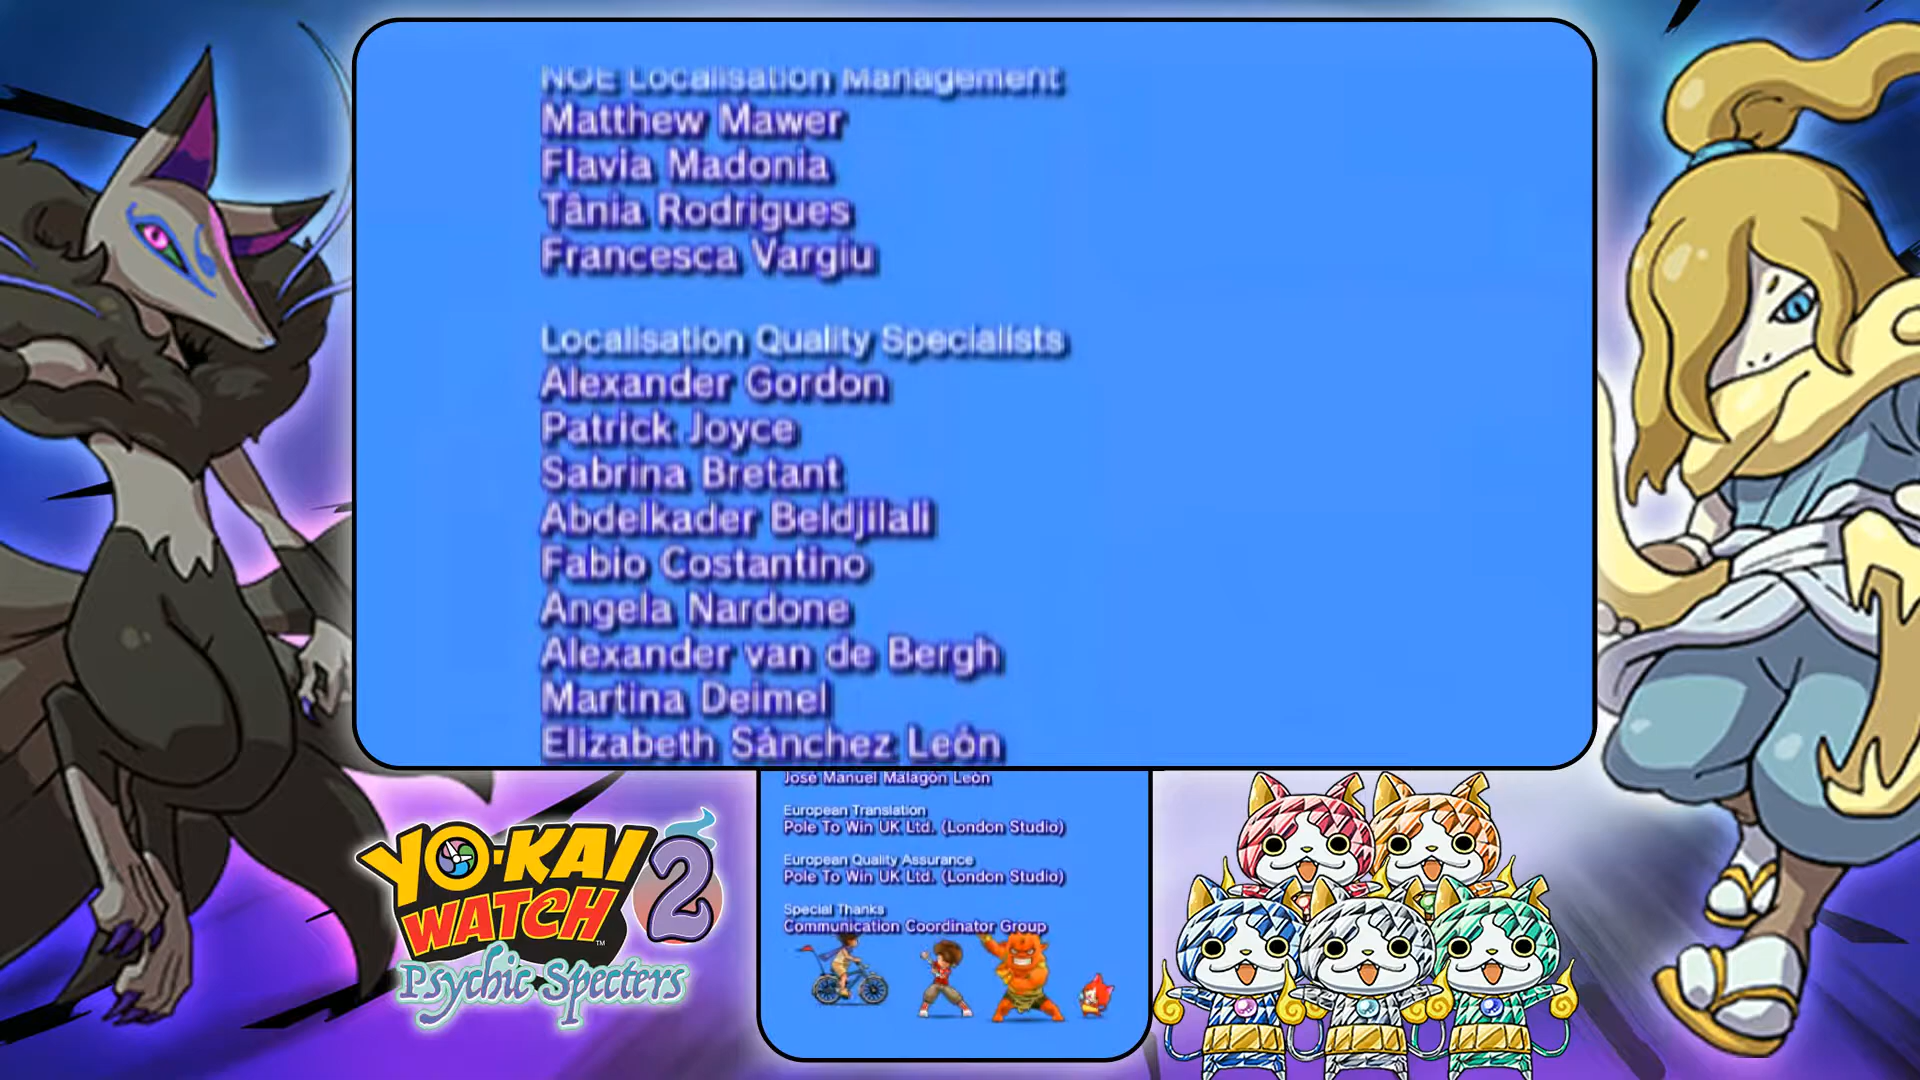 NOE Localisation Management
Matthew Mawer
Flavia Madonia
Tânia Rodrigues
Francesca Vargiu
Localisation Quality Specialists
Alexander Gordon
Patrick Joyce
Sabrina Bretant
Abdelkader Beldjilali
Fabio Costantino
Angela Nardone
Alexander van de Bergh
Martina Deimel
Elizabeth Sánchez León
José Manuel Malagón León
European Translation
Pole To Win UK Ltd. (London Studio)
European Quality Assurance
Pole To Win UK Ltd. (London Studio)
Special Thanks
Communication Coordinator Group
YO-KAI
WATCH 2
™
Psychic Specters